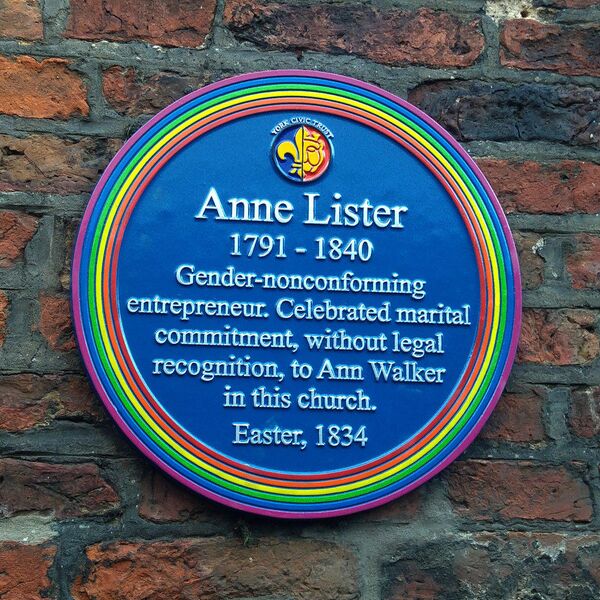 YORK CIVIC TRUST
Anne Lister
1791 - 1840
Gender-nonconforming
entrepreneur. Celebrated marital
commitment, without legal
recognition, to Ann Walker
in this church.
Easter, 1834